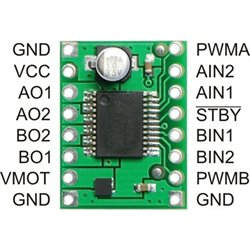 GND
VCC
AO1
AO2
BO2
BO1
VMOT
GND
PWMA
AIN2
AIN1
STBY
BIN1
BIN2
PWMB
GND